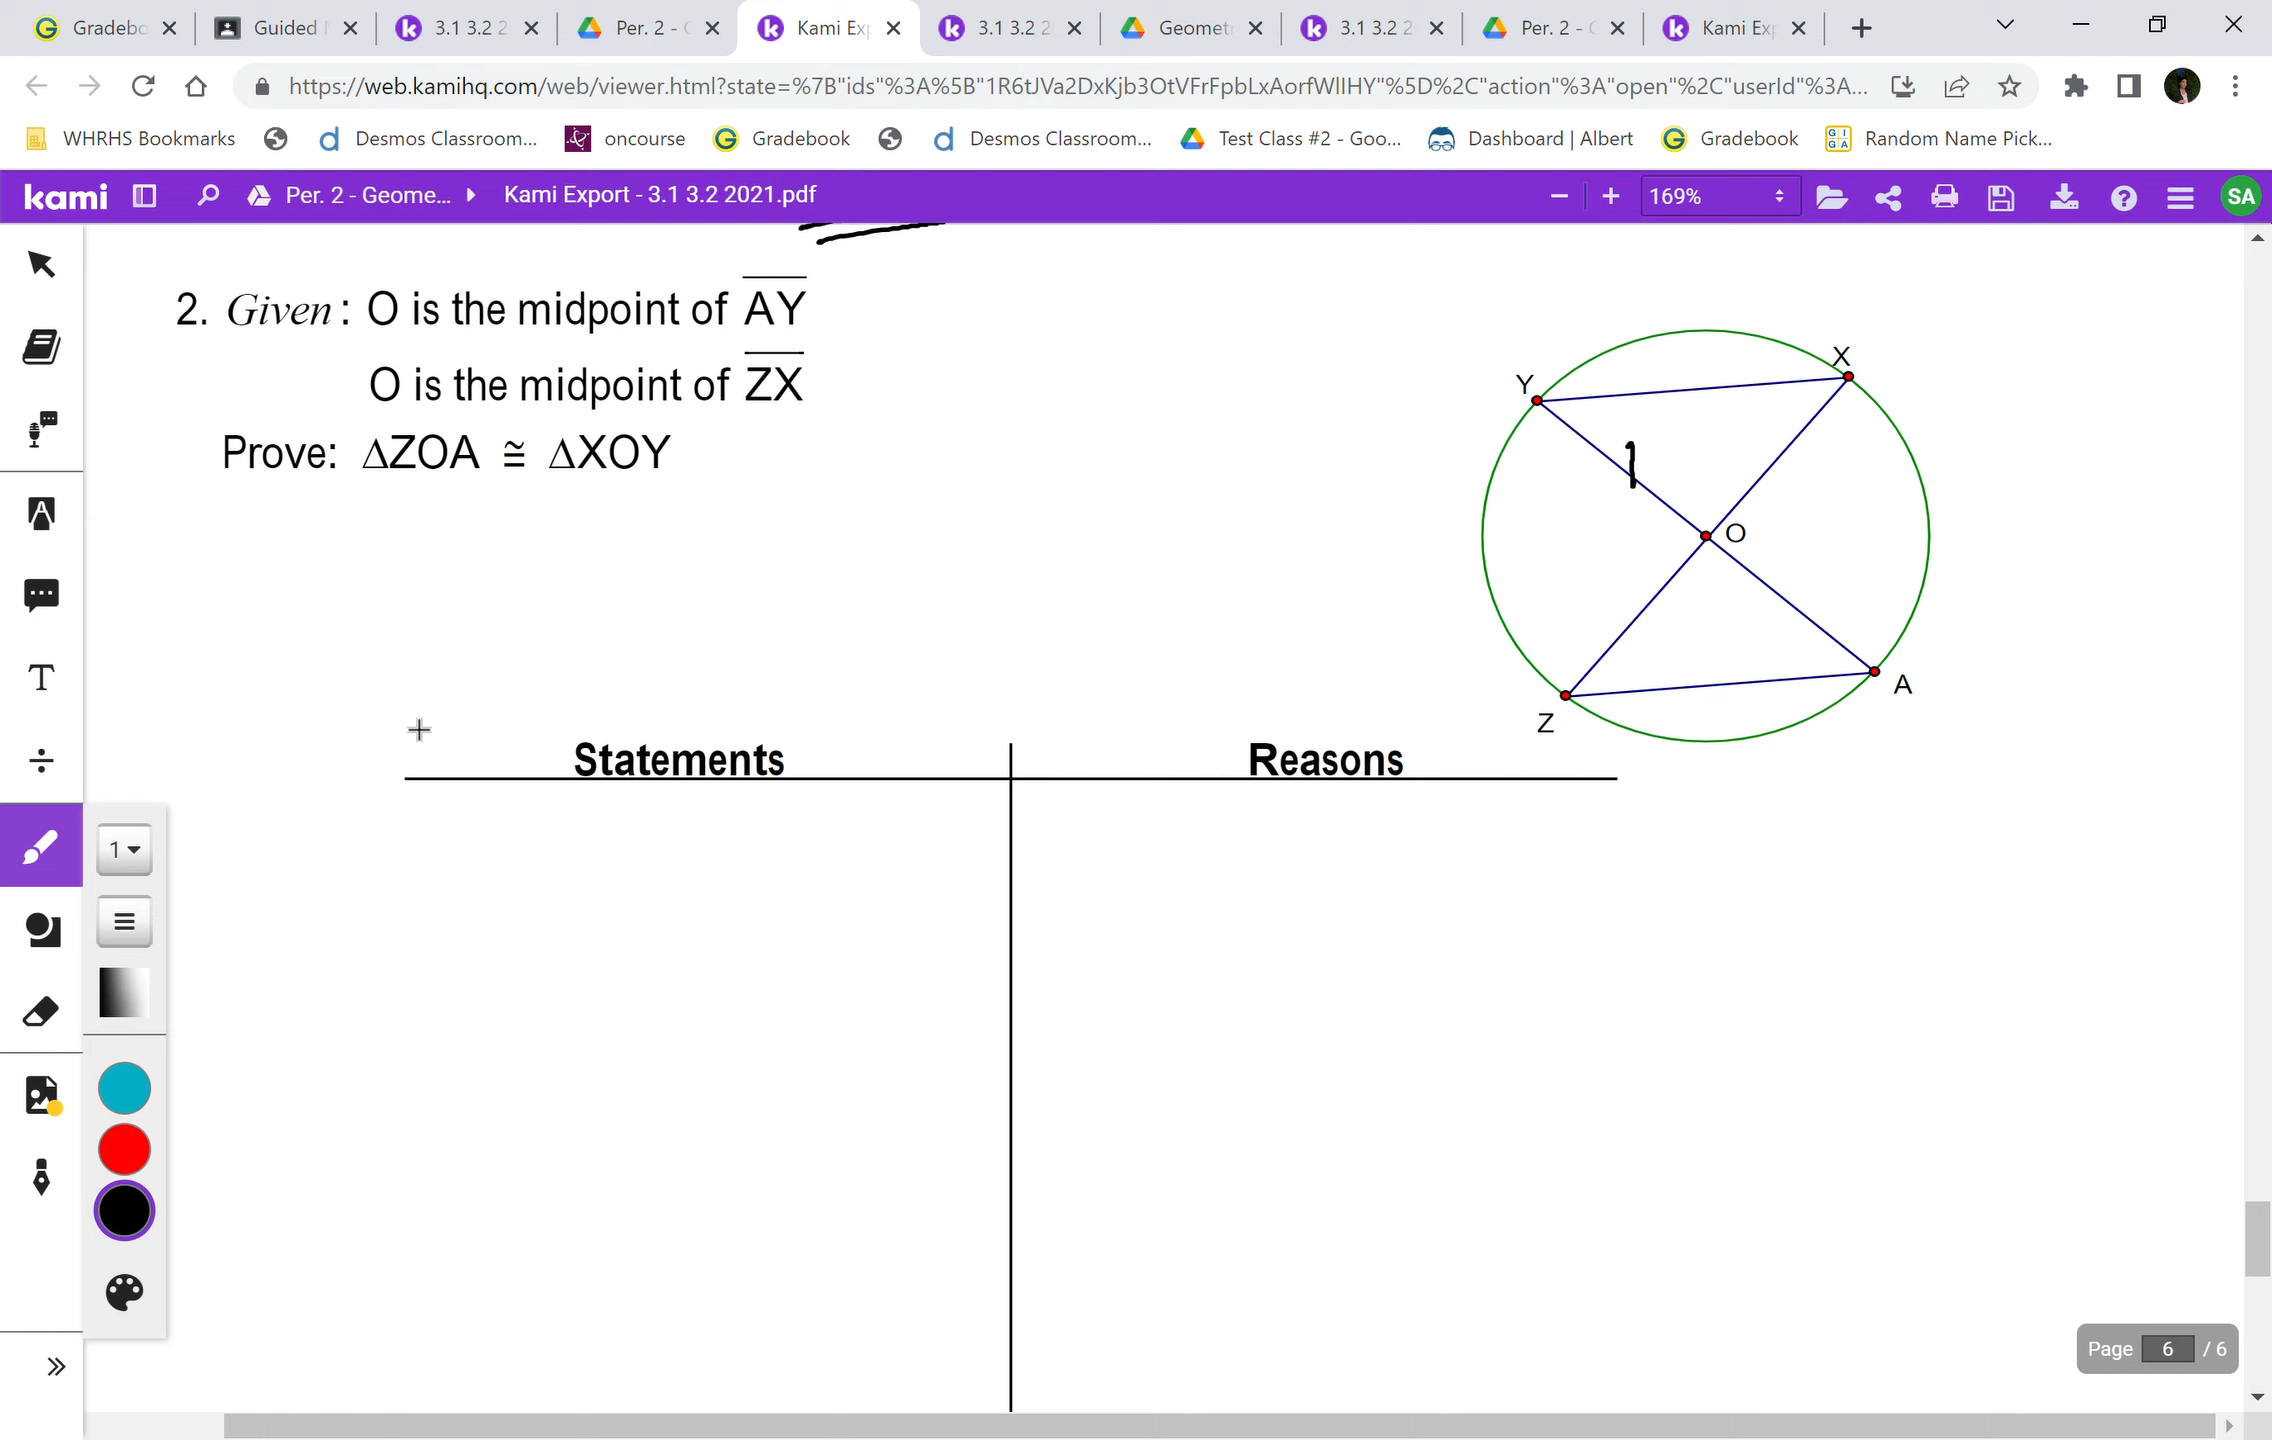 Gradebo
Guided
3.1 3.2 2
Per. 2 -
Kami Ex
3.1 3.2 2
Geomet
3.1 3.2 2
Per. 2 -
Kami Ex
https://web.kamihq.com/web/viewer.html?state=%7B"ids"%3A%5B"1R6tJVa2DxKjb3OtVFrFpbLxAorfWlIHY"%5D%2C"action"%3A"open"%2C"userId"%3A...
WHRHS Bookmarks
Desmos Classroom...
oncourse
Gradebook
Desmos Classroom...
Test Class #2 - Goo...
Dashboard | Albert
Gradebook
GI GA
Random Name Pick...
kami
Per. 2 - Geome...
Kami Export - 3.1 3.2 2021.pdf
169%
SA
2. Given: O is the midpoint of A͞Y͞
O is the midpoint of Z͞X͞
Prove: ΔZOA ≅ ΔXOY
X
Y
1
O
A
Z
Statements Reasons
1
Page 6 / 6